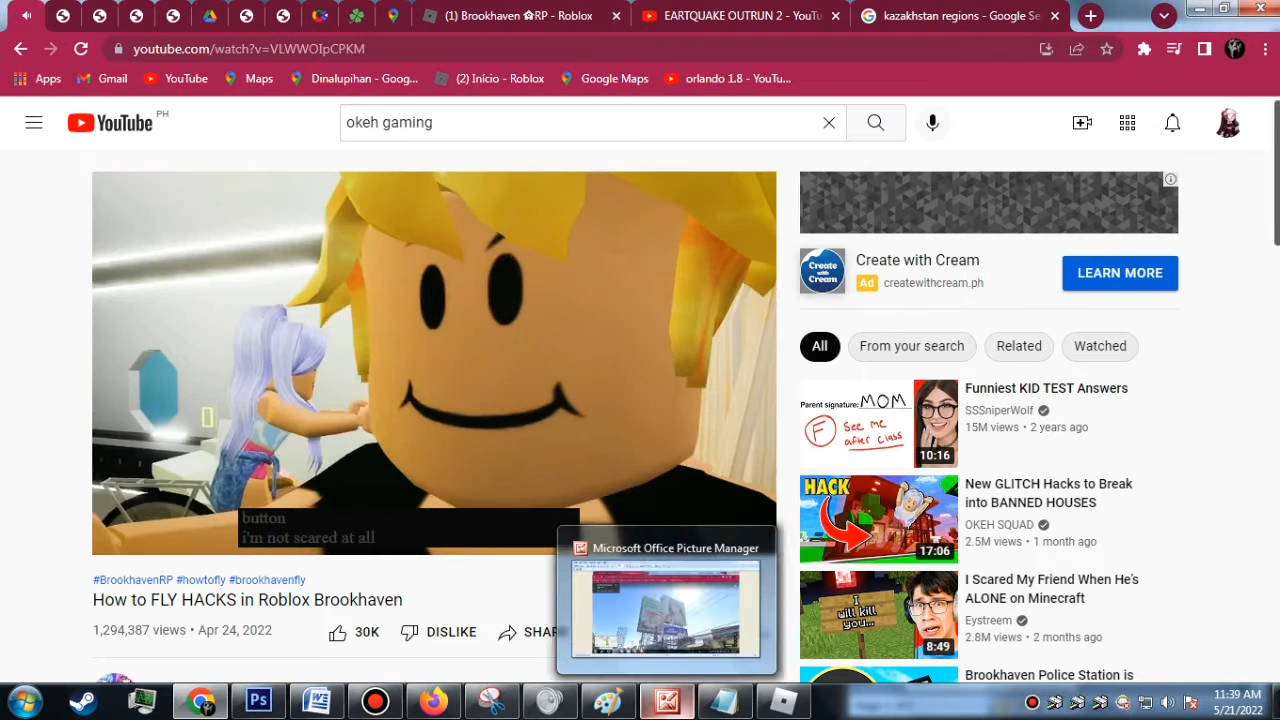 (1) Brookhaven 🏠RP - Roblox
EARTQUAKE OUTRUN 2 - YouTu
kazakhstan regions - Google Se
youtube.com/watch?v=VLWWOIpCPKM
Apps
Gmail
YouTube
Maps
Dinalupihan - Goog...
(2) Início - Roblox
Google Maps
orlando 1.8 - YouTu...
YouTube PH
okeh gaming
button
i'm not scared at all
#BrookhavenRP #howtofly #brookhavenfly
How to FLY HACKS in Roblox Brookhaven
1,294,387 views • Apr 24, 2022
30K
DISLIKE
SHAR
Create with Cream
Create with Cream
Ad createwithcream.ph
LEARN MORE
All
From your search
Related
Watched
Parent signature: MOM
F SEE ME after class
10:16
Funniest KID TEST Answers
SSSniperWolf
15M views • 2 years ago
HACK
17:06
New GLITCH Hacks to Break
into BANNED HOUSES
OKEH SQUAD
2.5M views • 1 month ago
I will kill you...
8:49
I Scared My Friend When He's
ALONE on Minecraft
Eystreem
2.8M views • 2 months ago
Brookhaven Police Station is
Microsoft Office Picture Manager
Ps
W
11:39 AM
5/21/2022